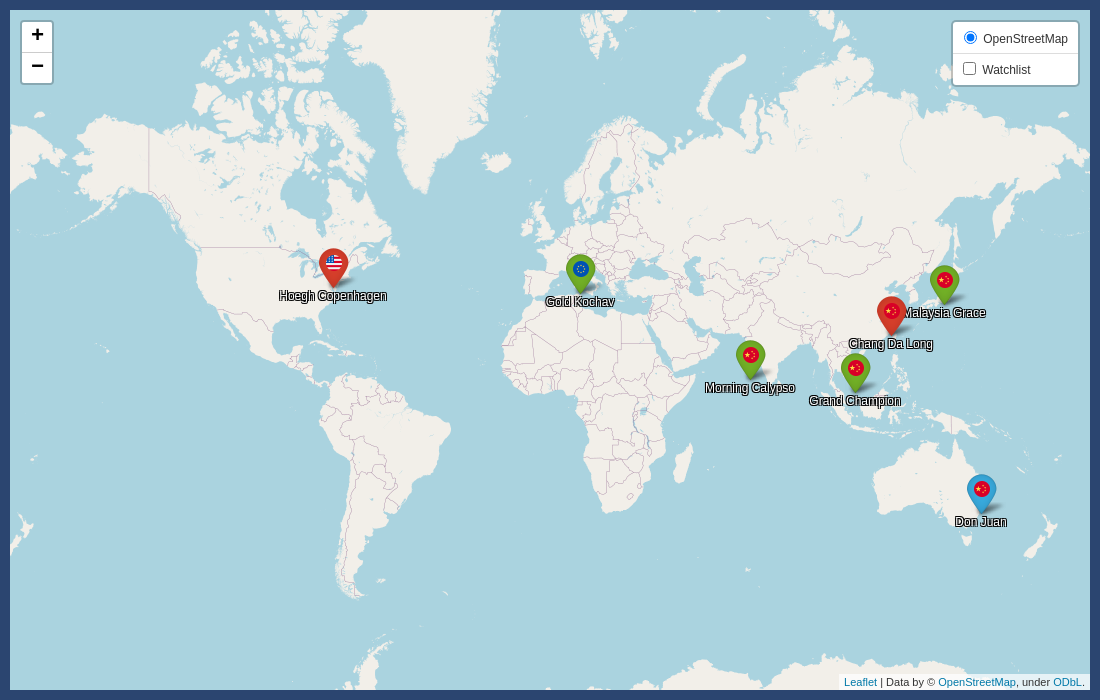 +
−
OpenStreetMap
Watchlist
Hoegh Copenhagen
Gold Kochav
Malaysia Grace
Chang Da Long
Morning Calypso
Grand Champion
Don Juan
Leaflet | Data by © OpenStreetMap, under ODbL.